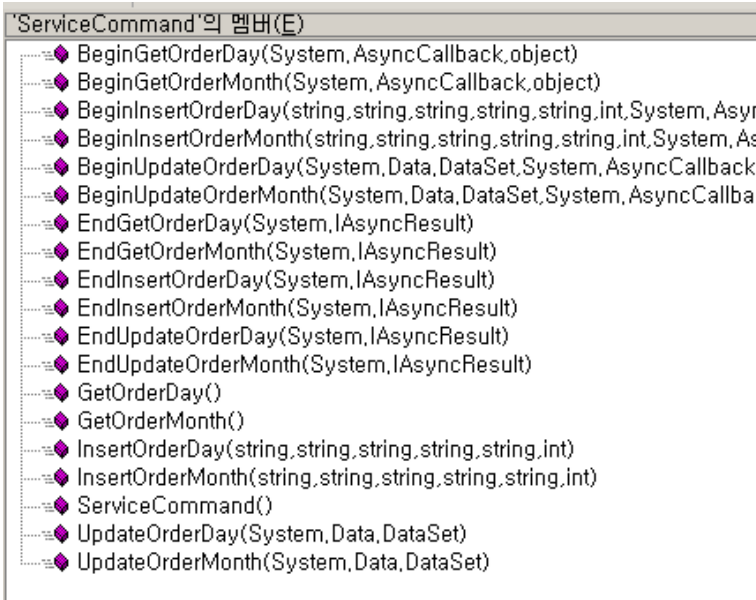 'ServiceCommand'의 멤버(E)
BeginGetOrderDay(System.AsyncCallback,object)
BeginGetOrderMonth(System.AsyncCallback,object)
BeginInsertOrderDay(string,string,string,string,string,int,System.Asyn
BeginInsertOrderMonth(string,string,string,string,string,int,System.As
BeginUpdateOrderDay(System.Data.DataSet,System.AsyncCallback
BeginUpdateOrderMonth(System.Data.DataSet,System.AsyncCallba
EndGetOrderDay(System.IAsyncResult)
EndGetOrderMonth(System.IAsyncResult)
EndInsertOrderDay(System.IAsyncResult)
EndInsertOrderMonth(System.IAsyncResult)
EndUpdateOrderDay(System.IAsyncResult)
EndUpdateOrderMonth(System.IAsyncResult)
GetOrderDay()
GetOrderMonth()
InsertOrderDay(string,string,string,string,string,int)
InsertOrderMonth(string,string,string,string,string,int)
ServiceCommand()
UpdateOrderDay(System.Data.DataSet)
UpdateOrderMonth(System.Data.DataSet)